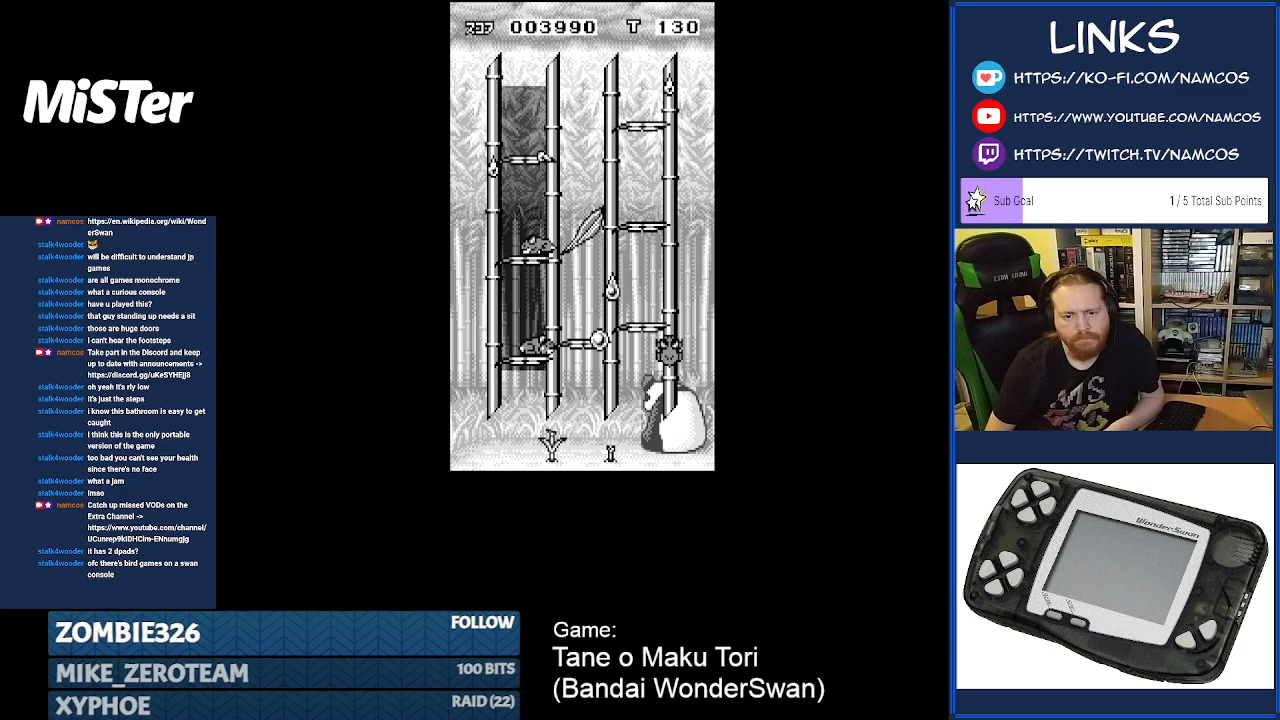 MiSTer
スコア 003990 T 130
namcos https://en.wikipedia.org/wiki/Wond
erSwan
stalk4wooder
stalk4wooder will be difficult to understand jp
games
stalk4wooder are all games monochrome
stalk4wooder what a curious console
stalk4wooder have u played this?
stalk4wooder that guy standing up needs a sit
stalk4wooder those are huge doors
stalk4wooder I can't hear the footsteps
namcos Take part in the Discord and keep
up to date with announcements ->
https://discord.gg/uKeSYHEjj8
stalk4wooder oh yeah it's rly low
stalk4wooder it's just the steps
stalk4wooder i know this bathroom is easy to get
caught
stalk4wooder I think this is the only portable
version of the game
stalk4wooder too bad you can't see your health
since there's no face
stalk4wooder what a jam
stalk4wooder lmao
namcos Catch up missed VODs on the
Extra Channel ->
https://www.youtube.com/channel/
stalk4wooder it has 2 dpads?
stalk4wooder ofc there's bird games on a swan
console
ZOMBIE326 FOLLOW
MIKE_ZEROTEAM 100 BITS
XYPHOE RAID (22)
Game:
Tane o Maku Tori
(Bandai WonderSwan)
LINKS
HTTPS://KO-FI.COM/NAMCOS
HTTPS://WWW.YOUTUBE.COM/NAMCOS
HTTPS://TWITCH.TV/NAMCOS
Sub Goal 1 / 5 Total Sub Points
WonderSwan